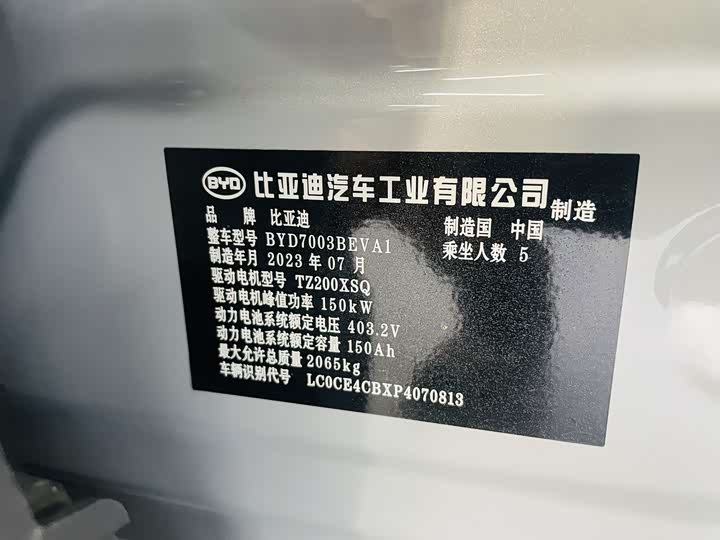 BYD 比亚迪汽车工业有限公司 制造
品 牌 比亚迪 制造国 中国
整车型号 BYD7003BEVA1 乘坐人数 5
制造年月 2023 年 07 月
驱动电机型号 TZ200XSQ
驱动电机峰值功率 150kW
动力电池系统额定电压 403.2V
动力电池系统额定容量 150Ah
最大允许总质量 2065kg
车辆识别代号 LC0CE4CBXP4070813